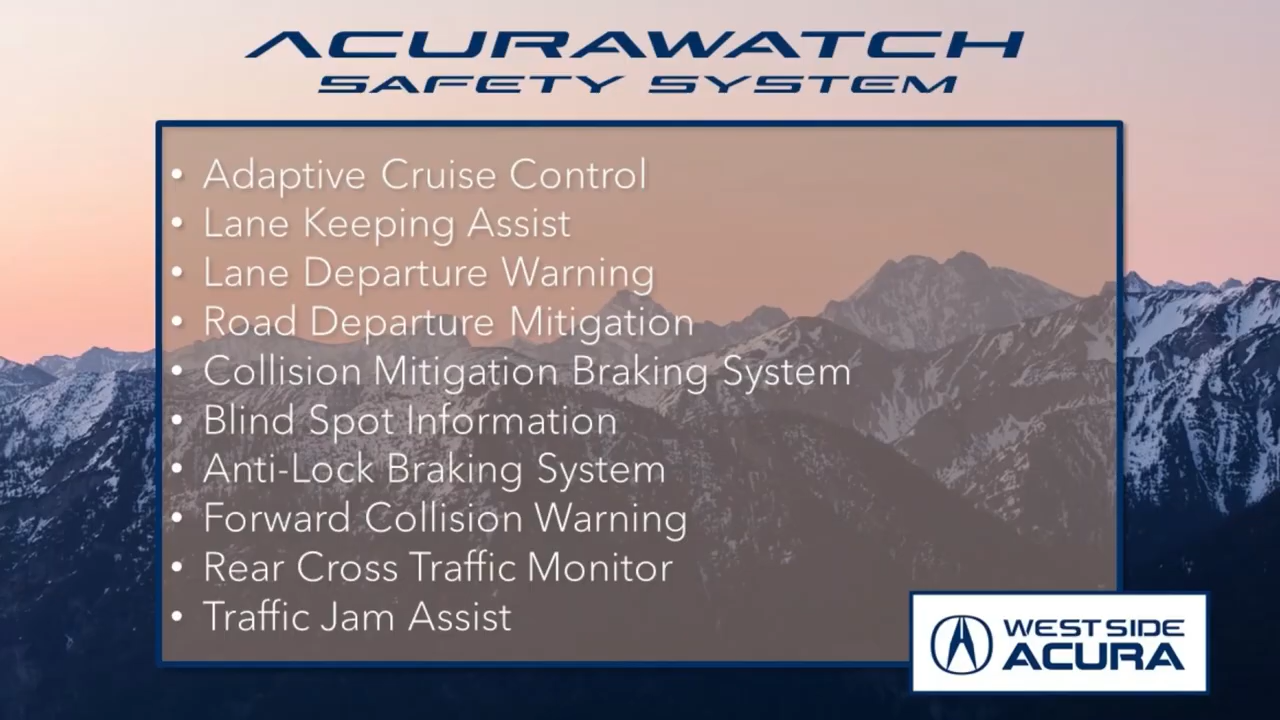 ACURAWATCH
SAFETY SYSTEM
• Adaptive Cruise Control
• Lane Keeping Assist
• Lane Departure Warning
• Road Departure Mitigation
• Collision Mitigation Braking System
• Blind Spot Information
• Anti-Lock Braking System
• Forward Collision Warning
• Rear Cross Traffic Monitor
• Traffic Jam Assist
WEST SIDE
ACURA